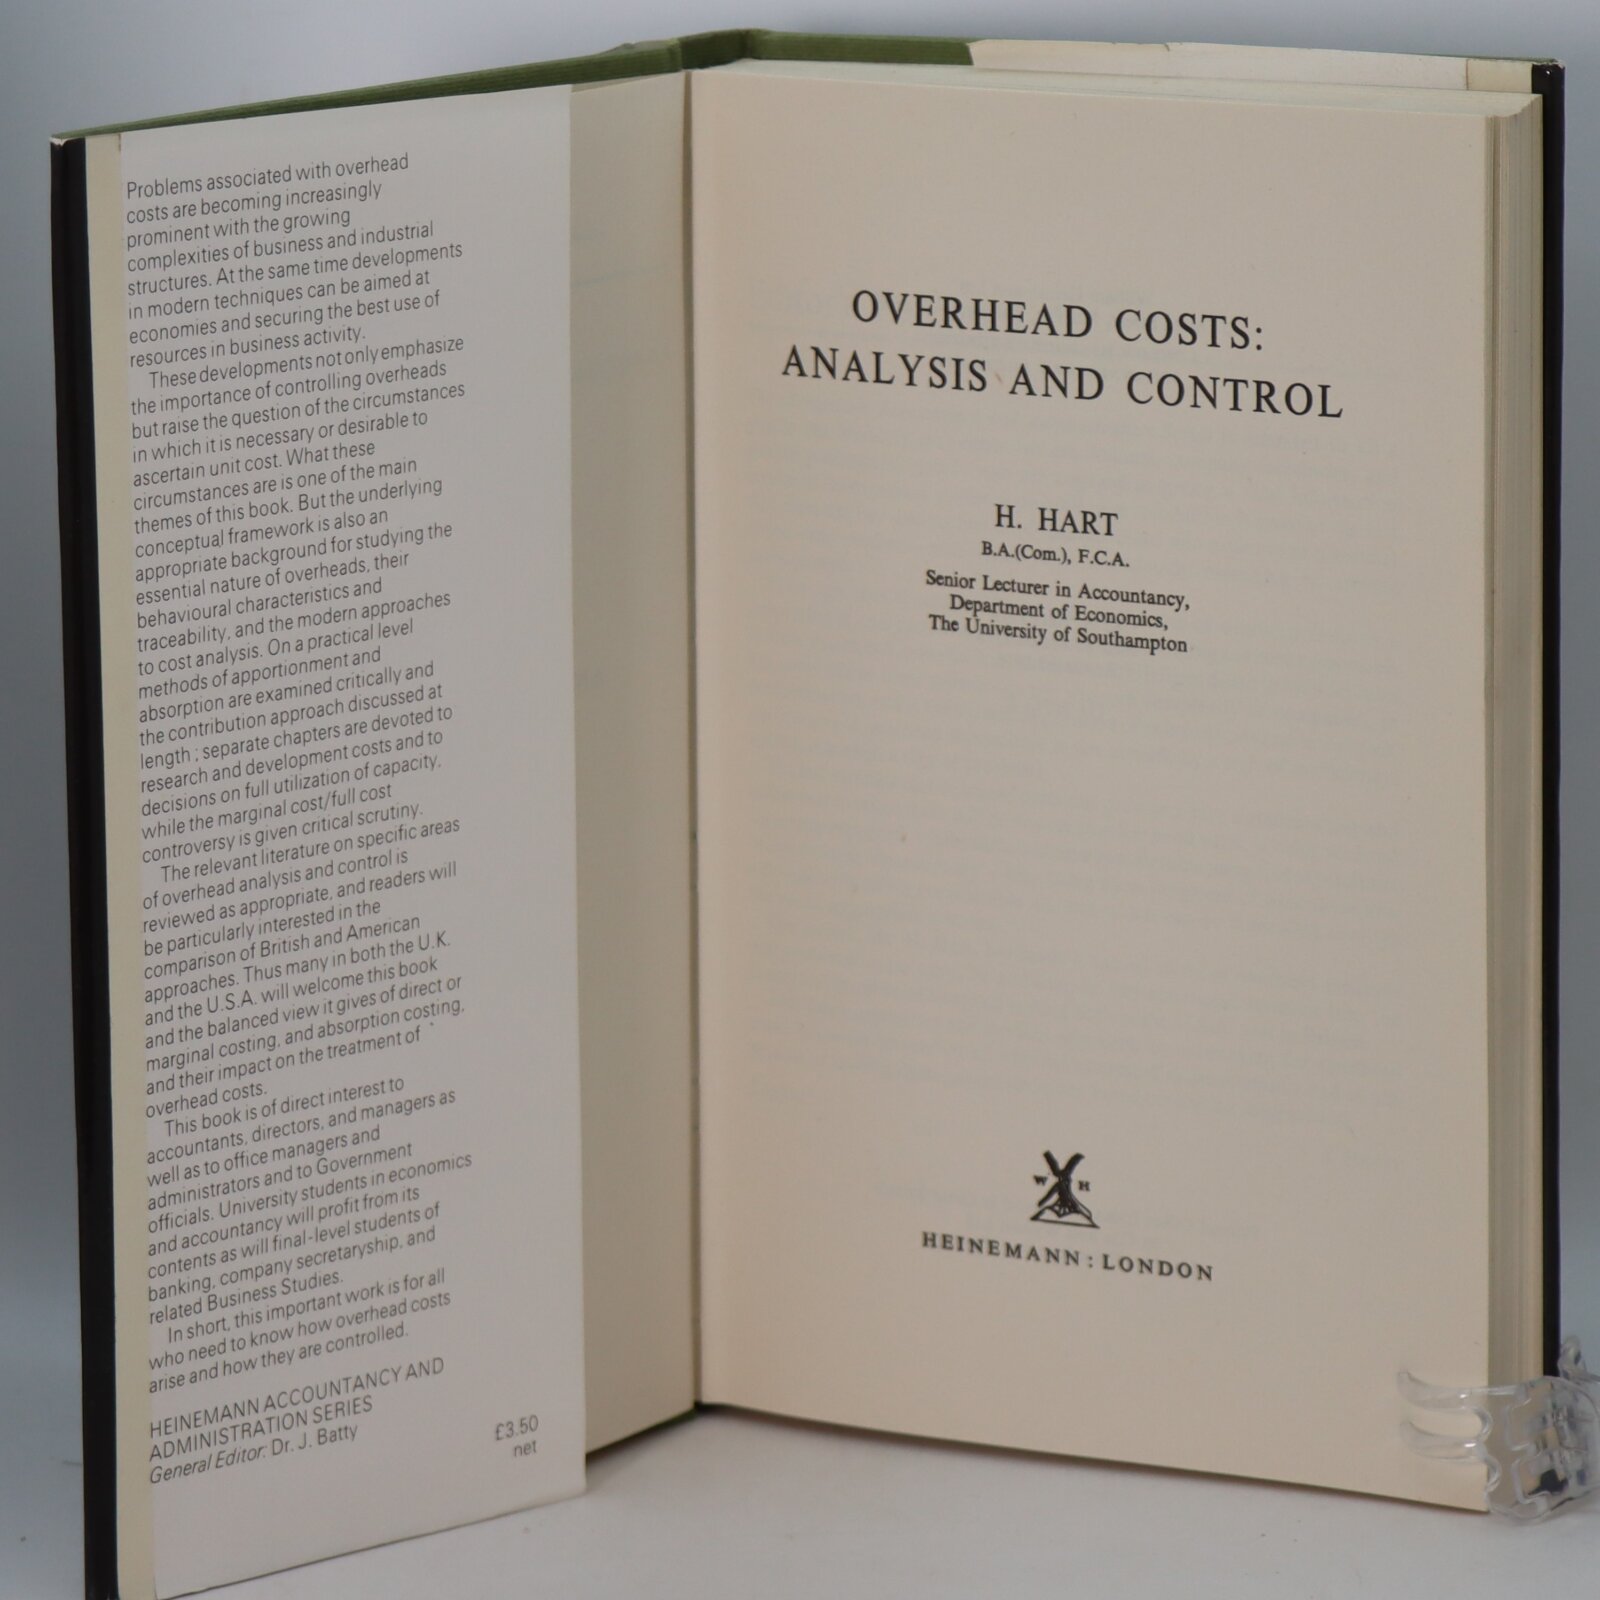 Problems associated with overhead
costs are becoming increasingly
prominent with the growing
complexities of business and industrial
structures. At the same time developments
in modern techniques can be aimed at
economies and securing the best use of
resources in business activity.
These developments not only emphasize
the importance of controlling overheads
but raise the question of the circumstances
in which it is necessary or desirable to
ascertain unit cost. What these
circumstances are is one of the main
themes of this book. But the underlying
conceptual framework is also an
appropriate background for studying the
essential nature of overheads, their
behavioural characteristics and
traceability, and the modern approaches
to cost analysis. On a practical level
methods of apportionment and
absorption are examined critically and
the contribution approach discussed at
length ; separate chapters are devoted to
research and development costs and to
decisions on full utilization of capacity,
while the marginal cost/full cost
controversy is given critical scrutiny.
The relevant literature on specific areas
of overhead analysis and control is
reviewed as appropriate, and readers will
be particularly interested in the
comparison of British and American
approaches. Thus many in both the U.K.
and the U.S.A. will welcome this book
and the balanced view it gives of direct or
marginal costing, and absorption costing,
and their impact on the treatment of
overhead costs.
This book is of direct interest to
accountants, directors, and managers as
well as to office managers and
administrators and to Government
officials. University students in economics
and accountancy will profit from its
contents as will final-level students of
banking, company secretaryship, and
related Business Studies.
In short, this important work is for all
who need to know how overhead costs
arise and how they are controlled.
HEINEMANN ACCOUNTANCY AND
ADMINISTRATION SERIES
General Editor: Dr. J. Batty
£3.50
net
OVERHEAD COSTS:
ANALYSIS AND CONTROL
H. HART
B.A.(Com.), F.C.A.
Senior Lecturer in Accountancy,
Department of Economics,
The University of Southampton
W H
HEINEMANN : LONDON